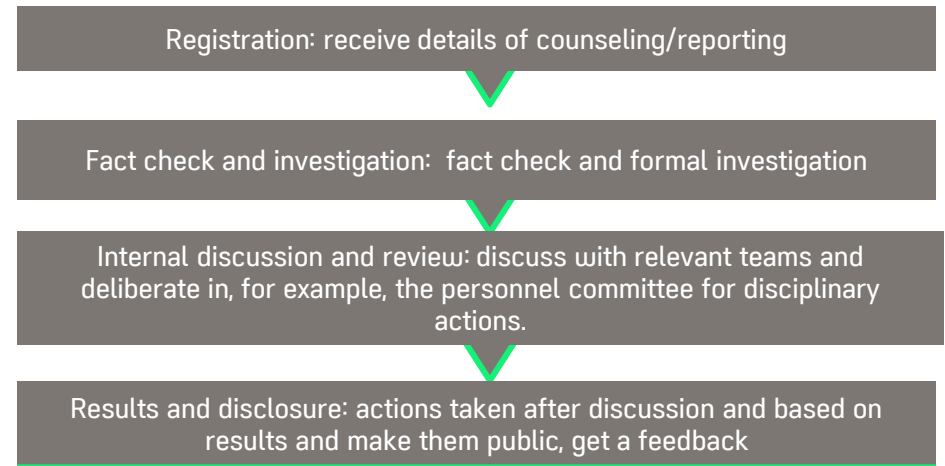 Registration: receive details of counseling/reporting
Fact check and investigation:  fact check and formal investigation
Internal discussion and review: discuss with relevant teams and
deliberate in, for example, the personnel committee for disciplinary
actions.
Results and disclosure: actions taken after discussion and based on
results and make them public, get a feedback